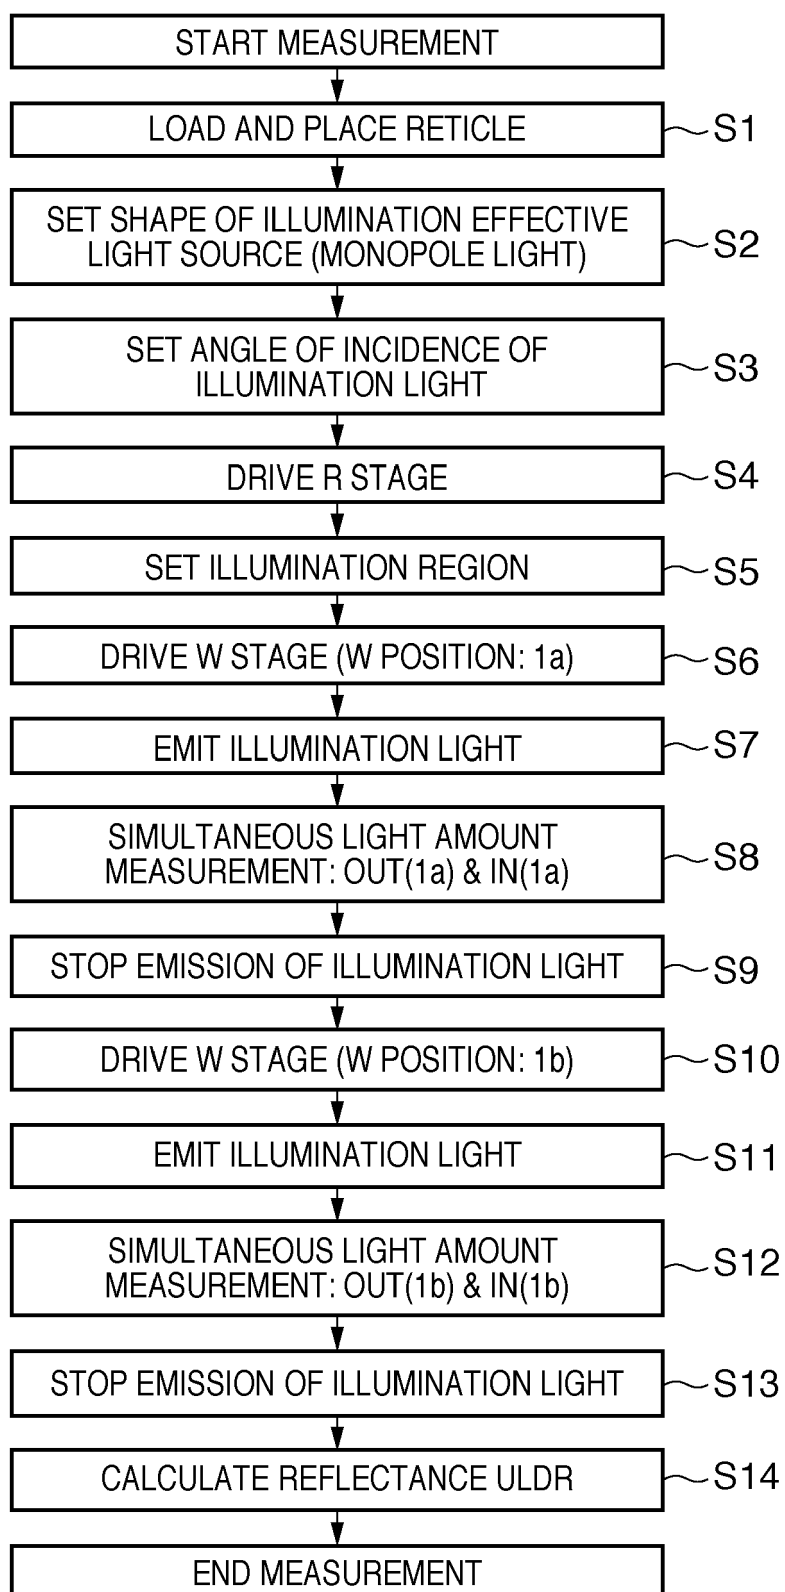 START MEASUREMENT
LOAD AND PLACE RETICLE
S1
SET SHAPE OF ILLUMINATION EFFECTIVE
LIGHT SOURCE (MONOPOLE LIGHT)
S2
SET ANGLE OF INCIDENCE OF
ILLUMINATION LIGHT
S3
DRIVE R STAGE
S4
SET ILLUMINATION REGION
S5
DRIVE W STAGE (W POSITION: 1a)
S6
EMIT ILLUMINATION LIGHT
S7
SIMULTANEOUS LIGHT AMOUNT
MEASUREMENT: OUT(1a) & IN(1a)
S8
STOP EMISSION OF ILLUMINATION LIGHT
S9
DRIVE W STAGE (W POSITION: 1b)
S10
EMIT ILLUMINATION LIGHT
S11
SIMULTANEOUS LIGHT AMOUNT
MEASUREMENT: OUT(1b) & IN(1b)
S12
STOP EMISSION OF ILLUMINATION LIGHT
S13
CALCULATE REFLECTANCE ULDR
S14
END MEASUREMENT